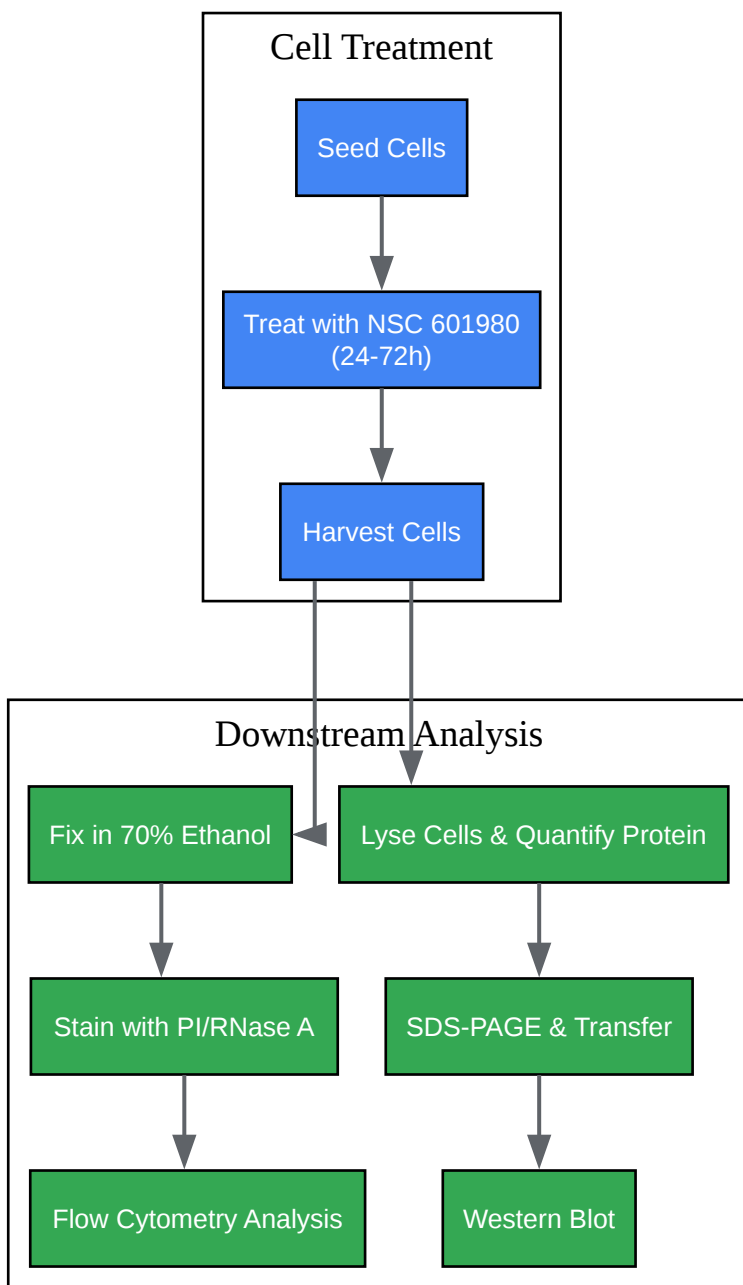 Cell Treatment
Seed Cells
Treat with NSC 601980
(24-72h)
Harvest Cells
Downstream Analysis
Fix in 70% Ethanol
Lyse Cells & Quantify Protein
Stain with PI/RNase A
SDS-PAGE & Transfer
Flow Cytometry Analysis
Western Blot